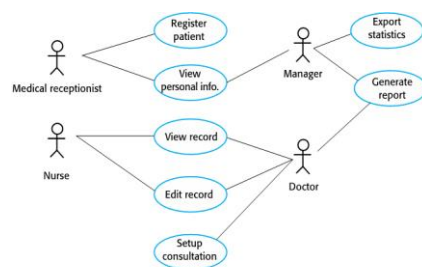 Register
patient
Export
statistics
Medical receptionist
View
personal info.
Manager
Generate
report
Nurse
View record
Edit record
Doctor
Setup
consultation